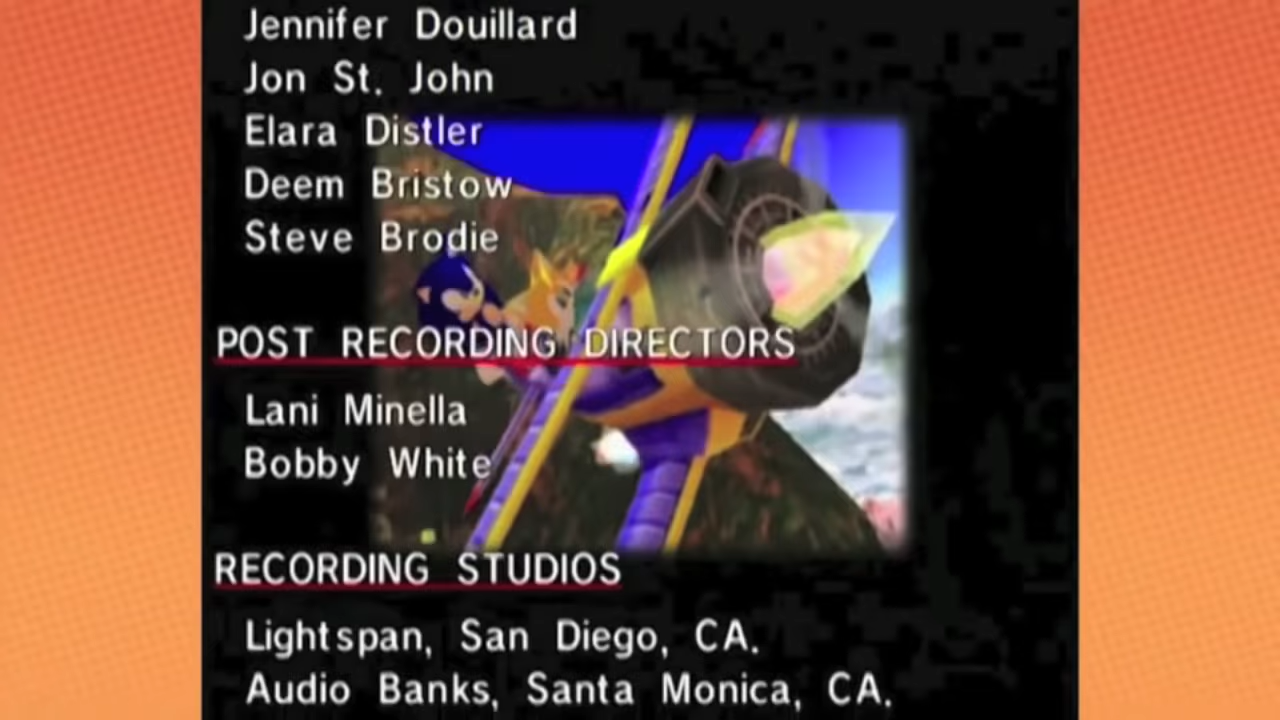 Jennifer Douillard
Jon St. John
Elara Distler
Deem Bristow
Steve Brodie
POST RECORDING DIRECTORS
Lani Minella
Bobby White
RECORDING STUDIOS
Lightspan, San Diego, CA.
Audio Banks, Santa Monica, CA.